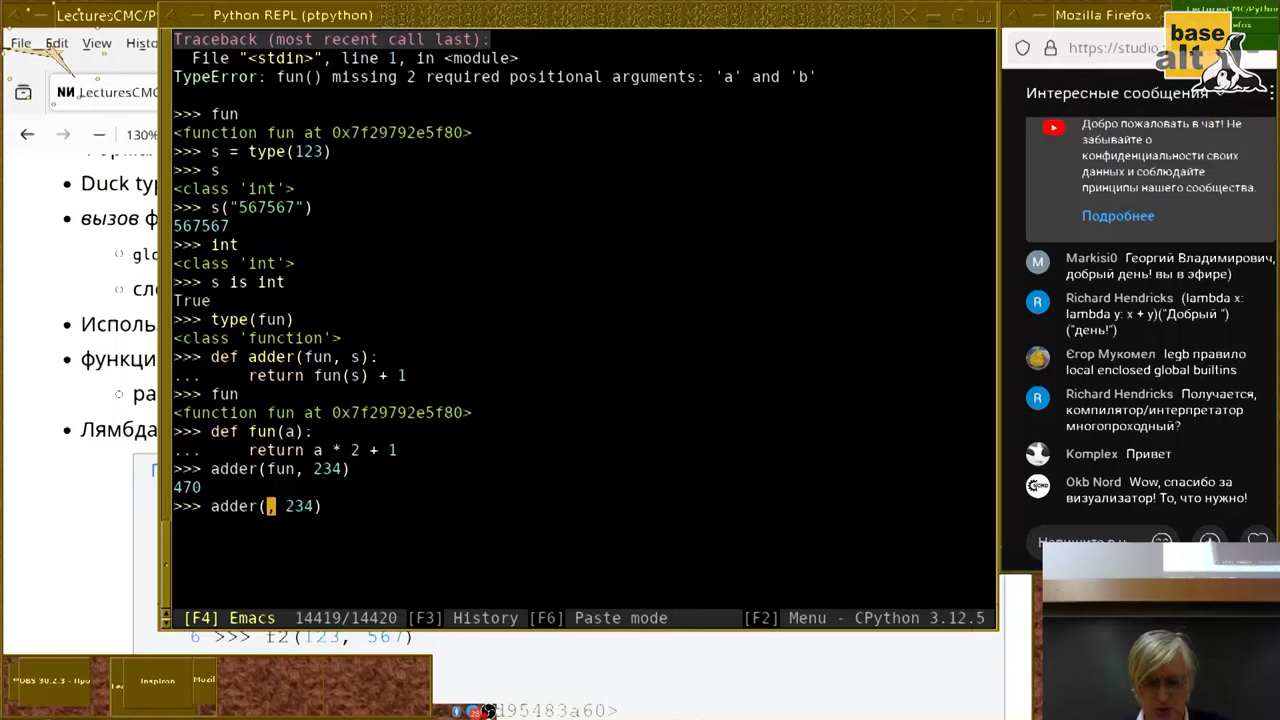 LecturesCMC/P
Python REPL (ptpython)
Mozilla Firefox
File Edit View Histo
LecturesCMC/
130%
Duck typ
вызов ф
glo
Исполь
функци
ра
Лямбда
Traceback (most recent call last):
File "<stdin>", line 1, in <module>
TypeError: fun() missing 2 required positional arguments: 'a' and 'b'
>>> fun
<function fun at 0x7f29792e5f80>
>>> s = type(123)
>>> s
<class 'int'>
>>> s("567567")
567567
>>> int
<class 'int'>
>>> s is int
True
>>> type(fun)
<class 'function'>
>>> def adder(fun, s):
...     return fun(s) + 1
>>> fun
<function fun at 0x7f29792e5f80>
>>> def fun(a):
...     return a * 2 + 1
>>> adder(fun, 234)
470
>>> adder(, 234)
[F4] Emacs 14419/14420 [F3] History [F6] Paste mode [F2] Menu - CPython 3.12.5
6 >>> f2(123, 567)
d95483a60>
base
alt
https://studio
Интересные сообщения
Добро пожаловать в чат! Не
забывайте о
конфиденциальности своих
данных и соблюдайте
принципы нашего сообщества.
Подробнее
Markisi0 Георгий Владимирович,
добрый день! вы в эфире)
Richard Hendricks (lambda x:
lambda y: x + y)("Добрый ")
("день!")
Єгор Мукомел legb правило
local enclosed global builtins
Richard Hendricks Получается,
компилятор/интерпретатор
многопроходный?
Komplex Привет
Okb Nord Wow, спасибо за
визуализатор! То, что нужно!
"OBS 30.2.3 - Про
Inspiron
Mozil